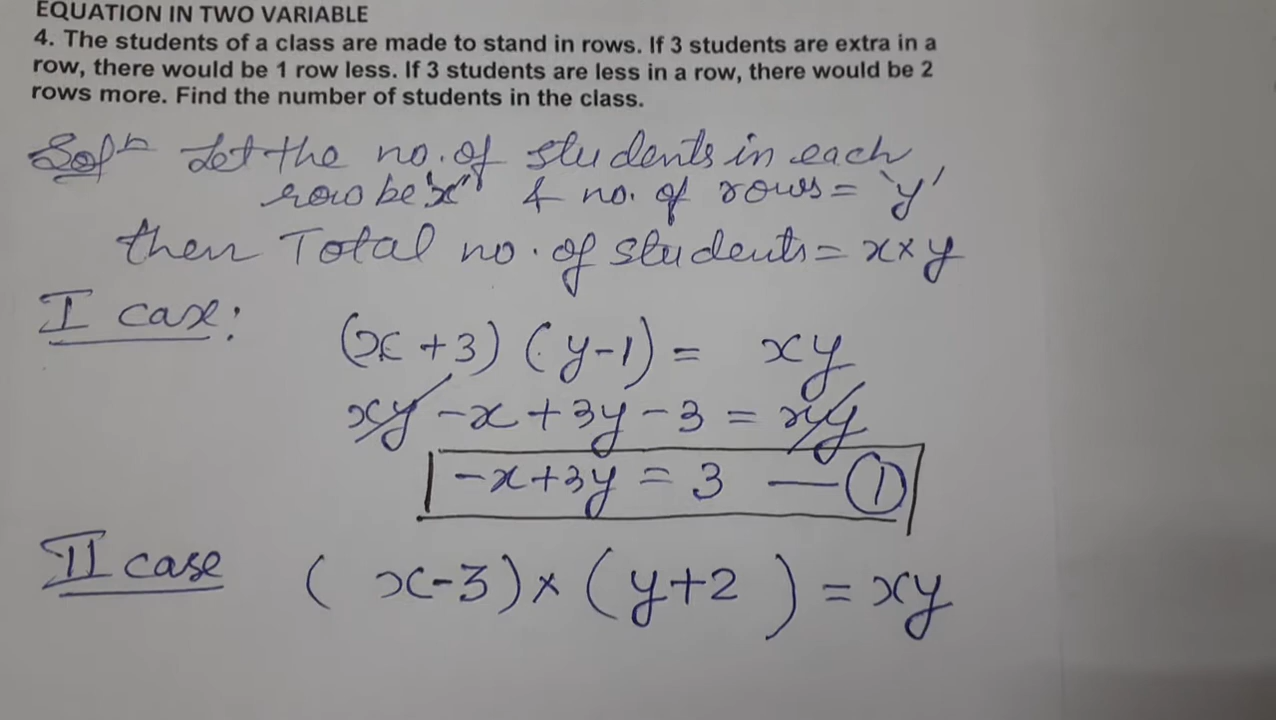 EQUATION IN TWO VARIABLE
4. The students of a class are made to stand in rows. If 3 students are extra in a
row, there would be 1 row less. If 3 students are less in a row, there would be 2
rows more. Find the number of students in the class.
Solⁿ Let the no. of students in each
row be "x" & no. of rows = 'y'
then Total no. of students = x × y
I case:
(x+3) (y-1) = xy
xy - x + 3y - 3 = xy
-x+3y = 3 — ①
II case (x-3) × (y+2) = xy